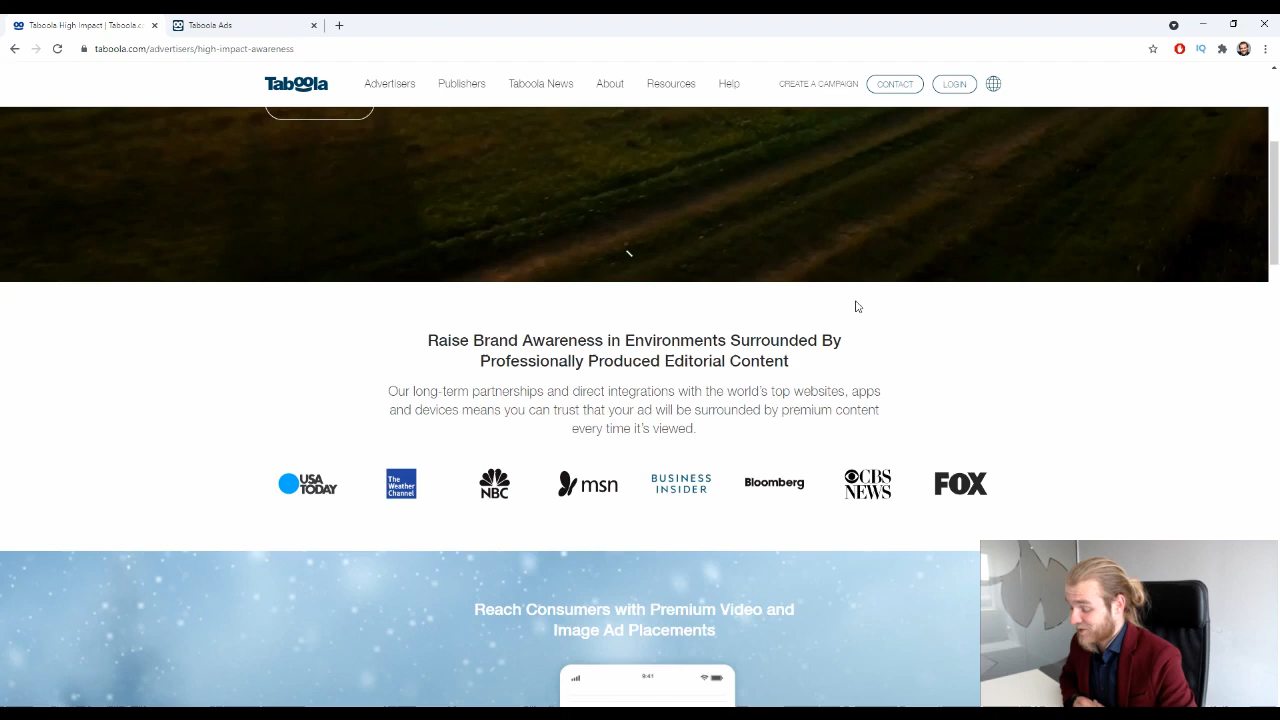 Taboola High Impact | Taboola.c
Taboola Ads
taboola.com/advertisers/high-impact-awareness
IQ
Taboola
Advertisers
Publishers
Taboola News
About
Resources
Help
CREATE A CAMPAIGN
CONTACT
LOGIN
Raise Brand Awareness in Environments Surrounded By
Professionally Produced Editorial Content
Our long-term partnerships and direct integrations with the world's top websites, apps
and devices means you can trust that your ad will be surrounded by premium content
every time it's viewed.
USA
TODAY
The
Weather
Channel
NBC
msn
BUSINESS
INSIDER
Bloomberg
CBS
NEWS
FOX
Reach Consumers with Premium Video and
Image Ad Placements
9:41